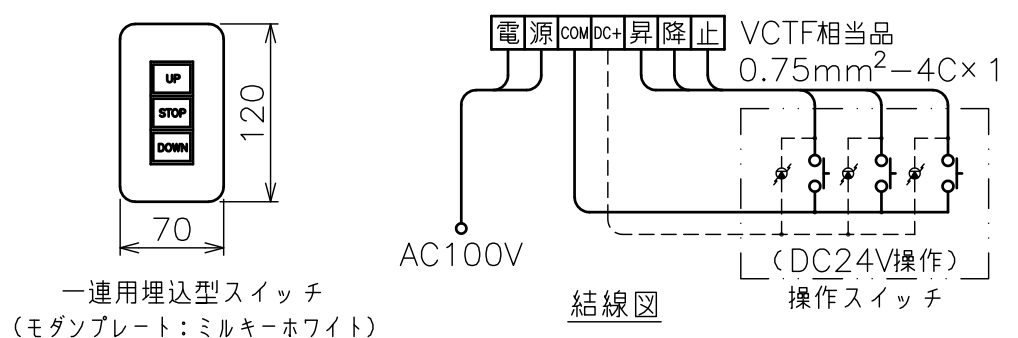 UP
STOP
DOWN
120
70
一連用埋込型スイッチ
(モダンプレート：ミルキーホワイト)
電 源 COM DC+ 昇 降 止
VCTF相当品
0.75mm²−4C×1
AC100V
(DC24V操作)
操作スイッチ
結線図